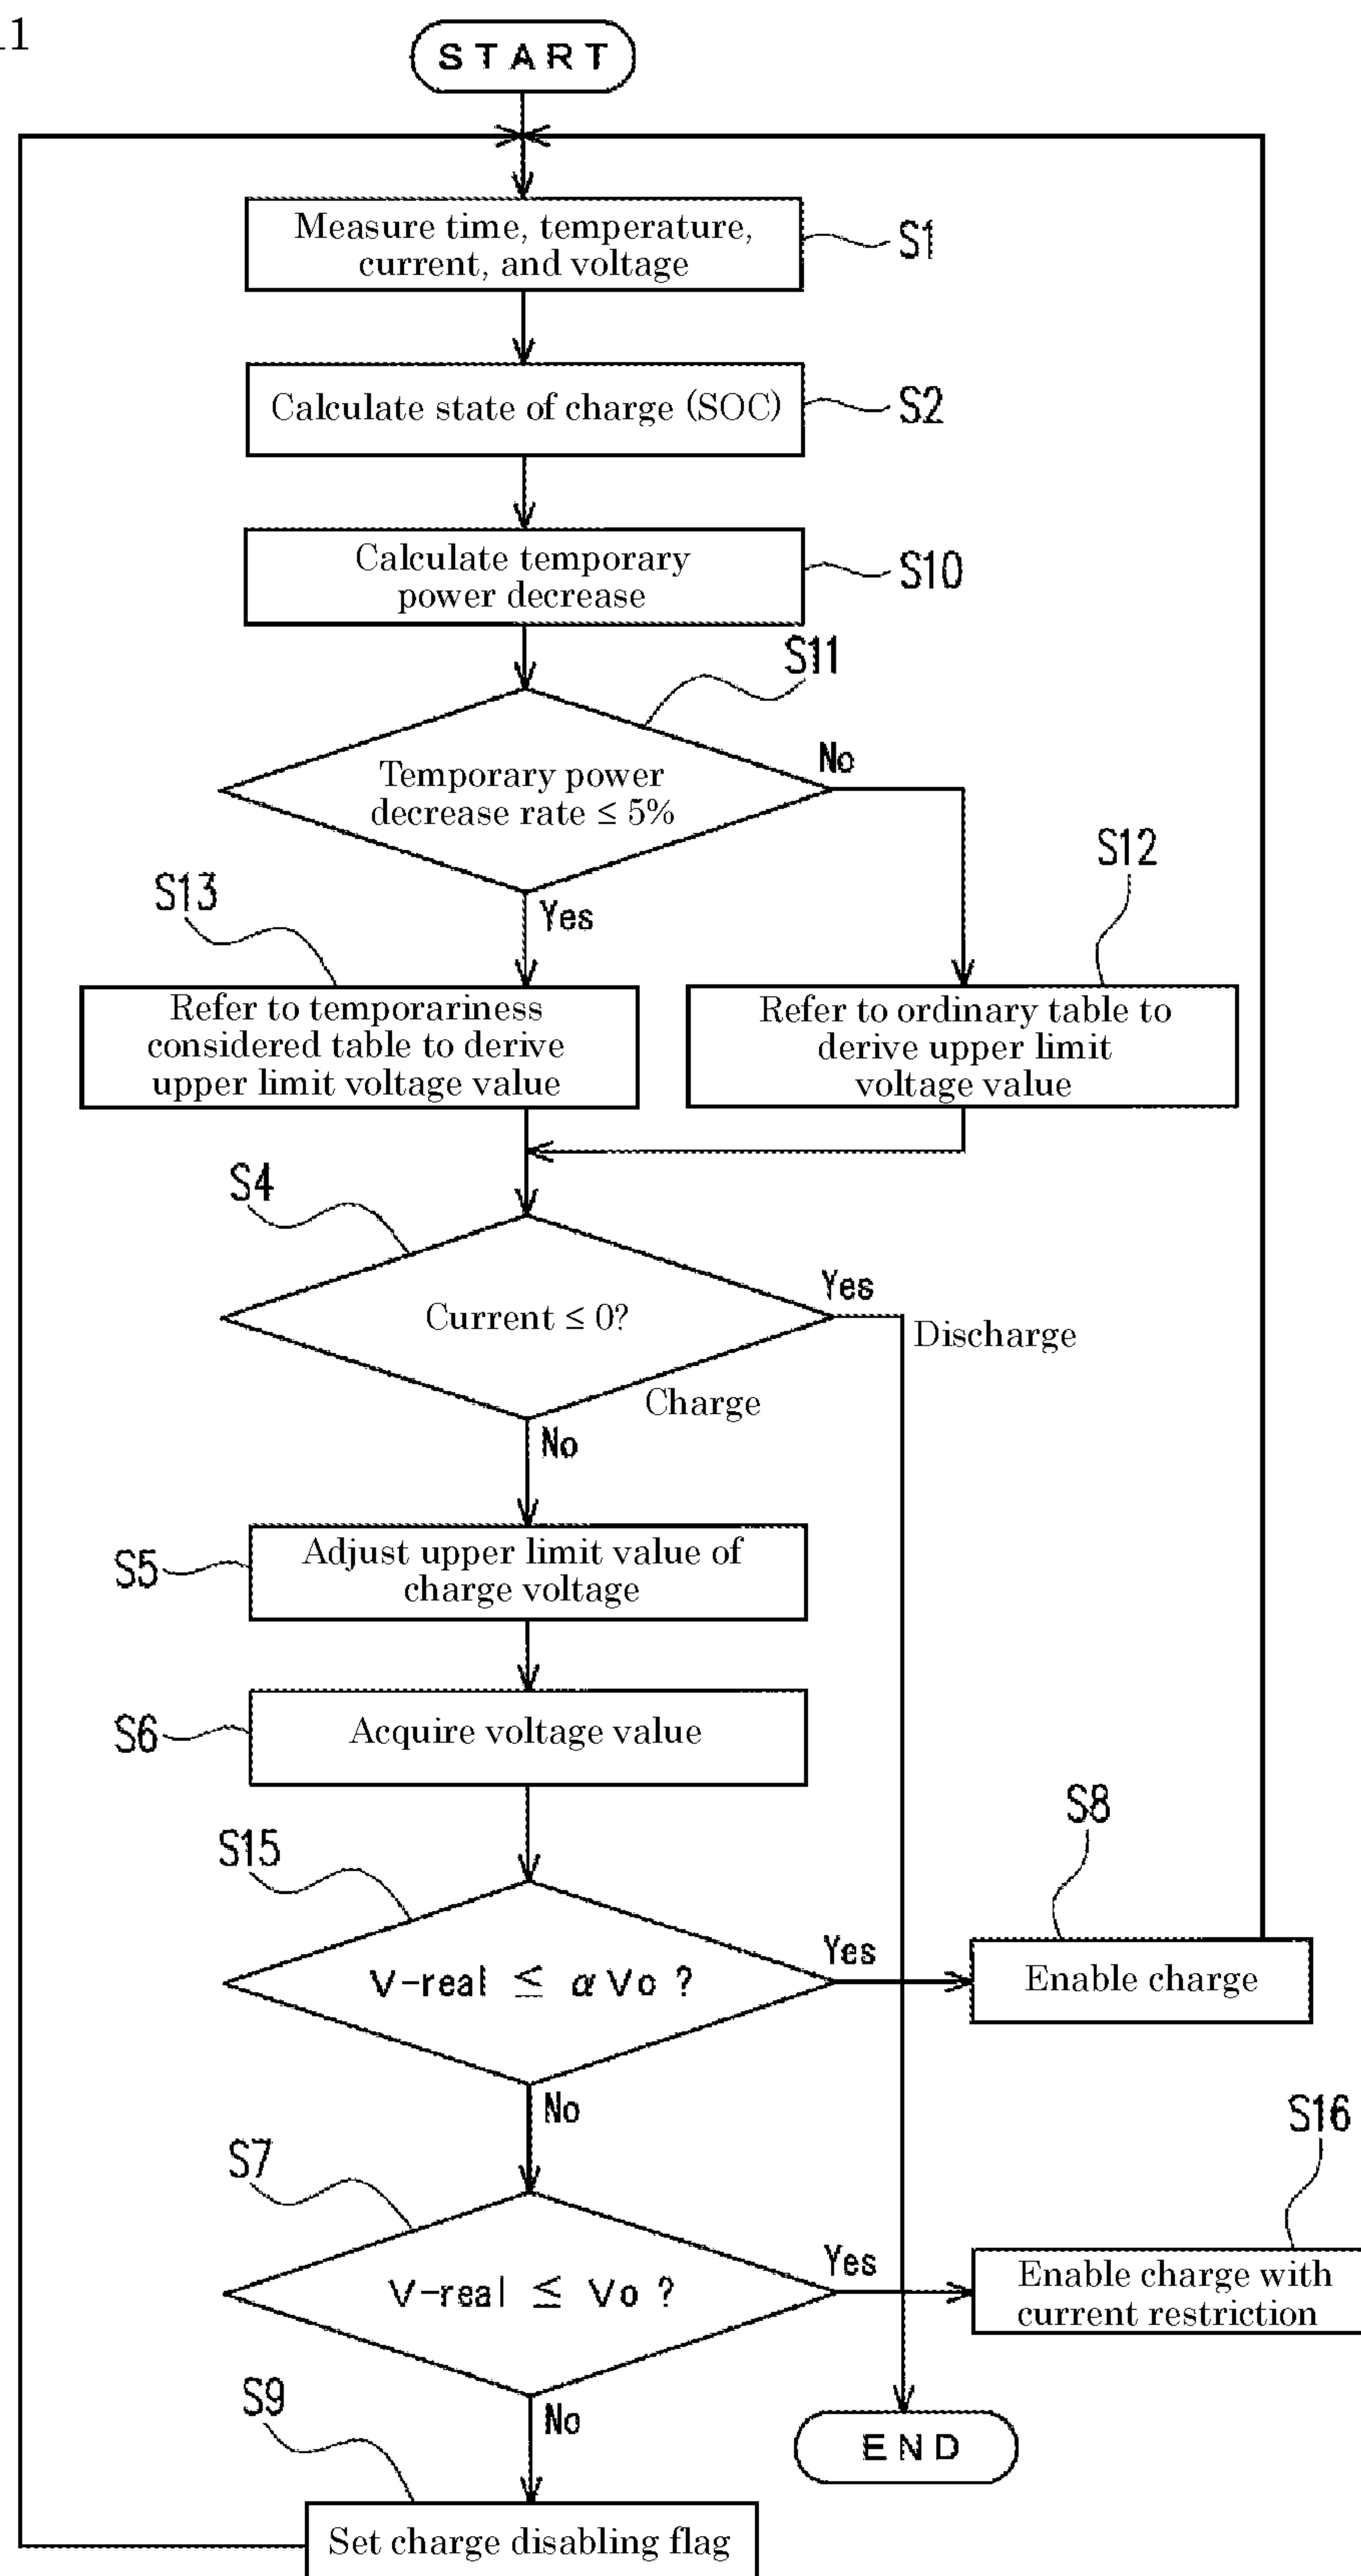 11
START
Measure time, temperature,
current, and voltage
S1
Calculate state of charge (SOC)
S2
Calculate temporary
power decrease
S10
S11
Temporary power
decrease rate ≤ 5%
No
Yes
S12
S13
Refer to temporariness
considered table to derive
upper limit voltage value
Refer to ordinary table to
derive upper limit
voltage value
S4
Current ≤ 0?
Yes
Discharge
Charge
No
S5
Adjust upper limit value of
charge voltage
S6
Acquire voltage value
S15
V-real ≤ αVo ?
Yes
S8
Enable charge
No
S7
V-real ≤ Vo ?
Yes
S16
Enable charge with
current restriction
No
S9
END
Set charge disabling flag